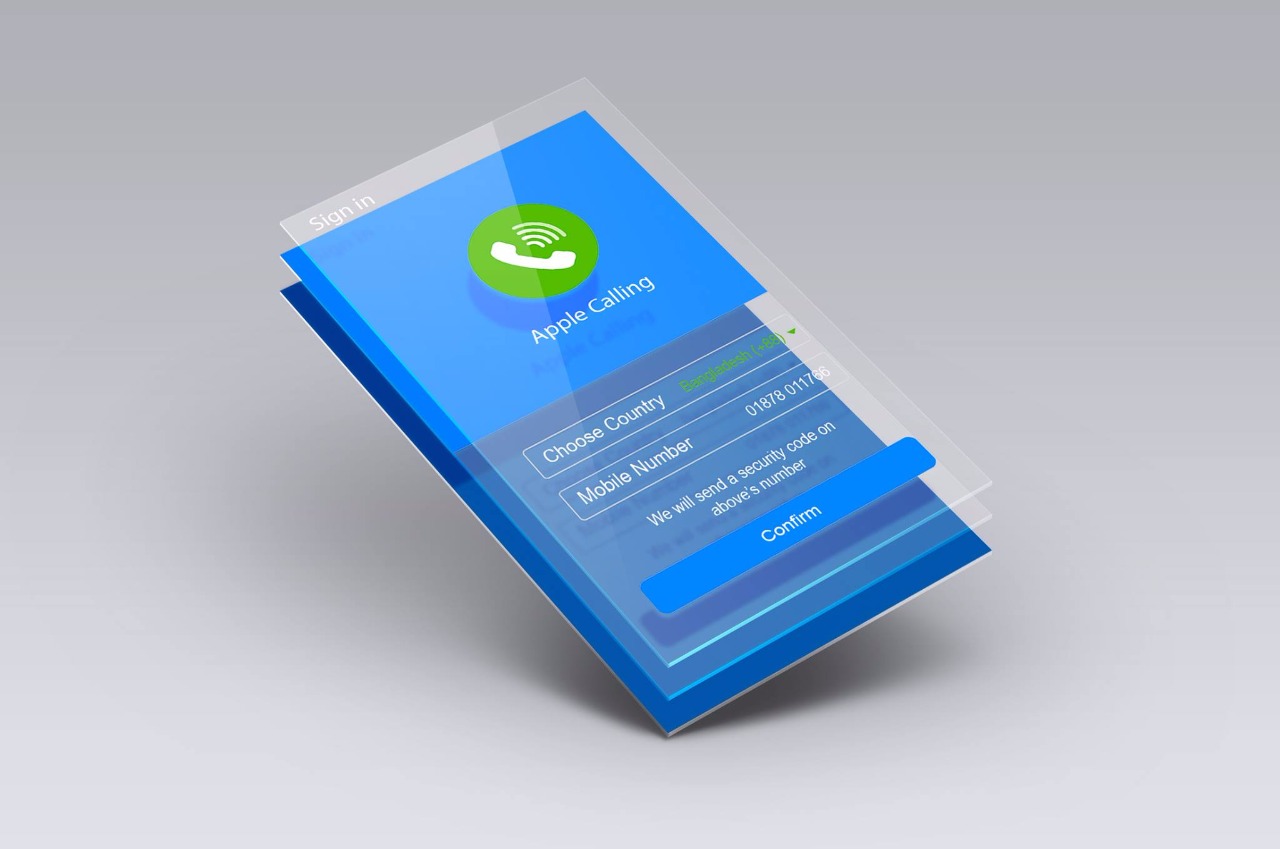 Sign in
Apple Calling
Choose Country
Bangladesh (+88)
Mobile Number
01878 011766
We will send a security code on
above's number
Confirm